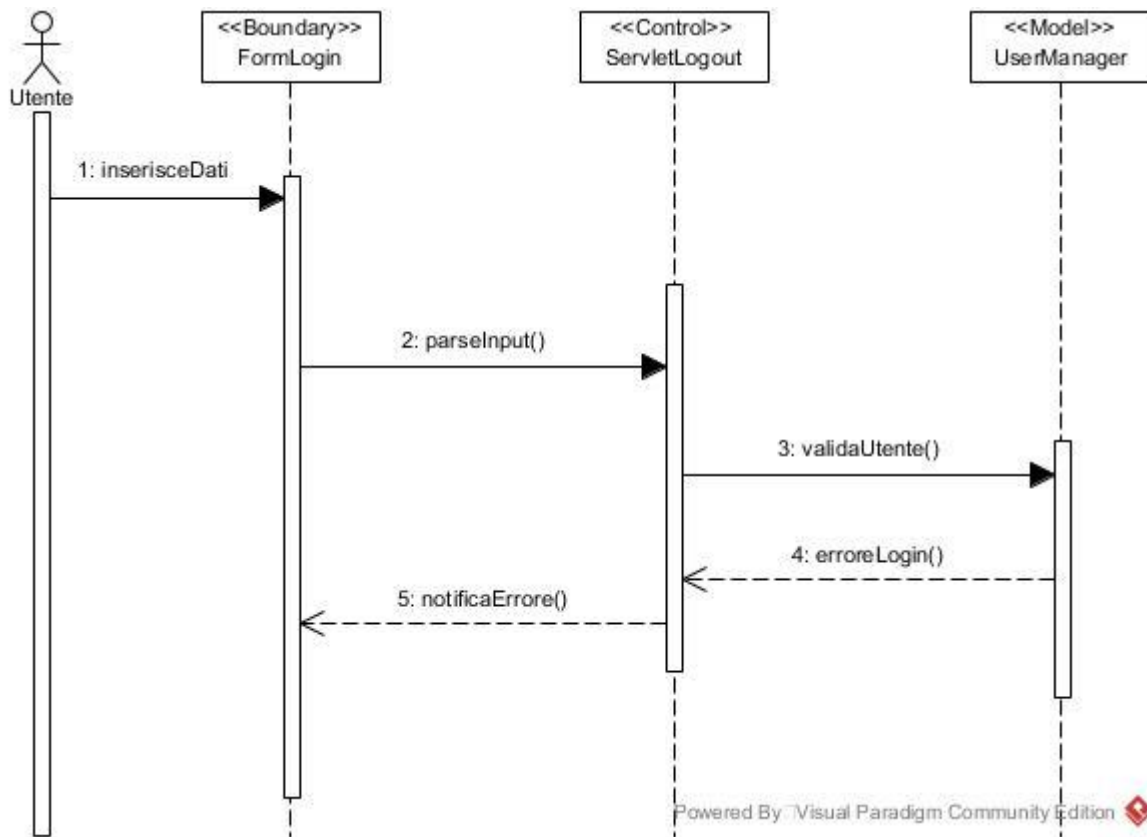 <<Boundary>>
FormLogin
<<Control>>
ServletLogout
<<Model>>
UserManager
Utente
1: inserisceDati
2: parseInput()
3: validaUtente()
4: erroreLogin()
5: notificaErrore()
Powered By Visual Paradigm Community Edition